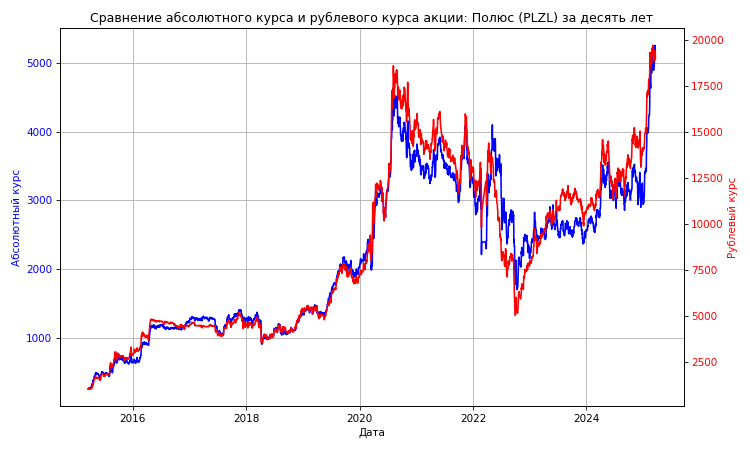 Сравнение абсолютного курса и рублевого курса акции: Полюс (PLZL) за десять лет
Абсолютный курс
5000
4000
3000
2000
1000
20000
17500
15000
12500
10000
7500
5000
2500
Рублевый курс
2016 2018 2020 2022 2024
Дата